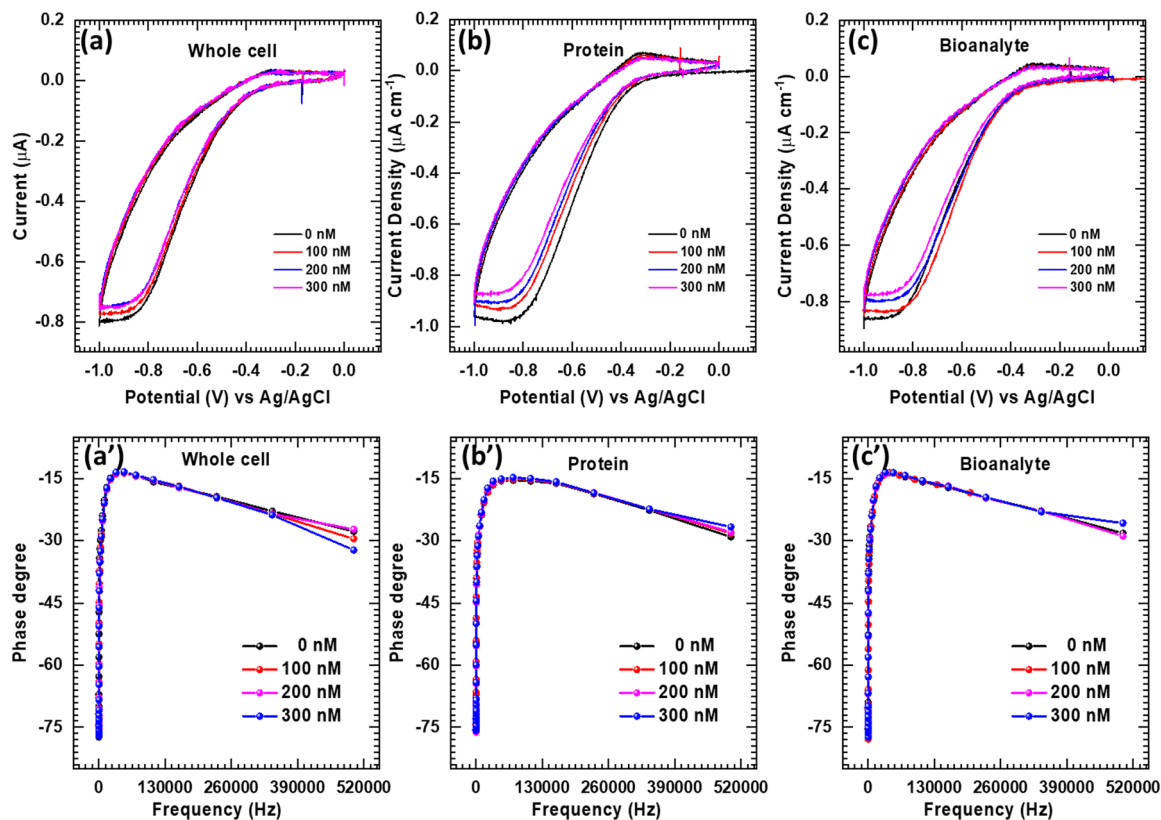 (a)
Whole cell
Current (μA)
0.2
0.0
-0.2
-0.4
-0.6
-0.8
0 nM
100 nM
200 nM
300 nM
-1.0 -0.8 -0.6 -0.4 -0.2 0.0
Potential (V) vs Ag/AgCl
(b)
Protein
Current Density (μA cm⁻¹)
0.2
0.0
-0.2
-0.4
-0.6
-0.8
-1.0
0 nM
100 nM
200 nM
300 nM
-1.0 -0.8 -0.6 -0.4 -0.2 0.0
Potential (V) vs Ag/AgCl
(c)
Bioanalyte
Current Density (μA cm⁻¹)
0.2
0.0
-0.2
-0.4
-0.6
-0.8
0 nM
100 nM
200 nM
300 nM
-1.0 -0.8 -0.6 -0.4 -0.2 0.0
Potential (V) vs Ag/AgCl
(a’)
Whole cell
Phase degree
-15
-30
-45
-60
-75
0 nM
100 nM
200 nM
300 nM
0 130000 260000 390000 520000
Frequency (Hz)
(b’)
Protein
Phase degree
-15
-30
-45
-60
-75
0 nM
100 nM
200 nM
300 nM
0 130000 260000 390000 520000
Frequency (Hz)
(c’)
Bioanalyte
Phase degree
-15
-30
-45
-60
-75
0 nM
100 nM
200 nM
300 nM
0 130000 260000 390000 520000
Frequency (Hz)